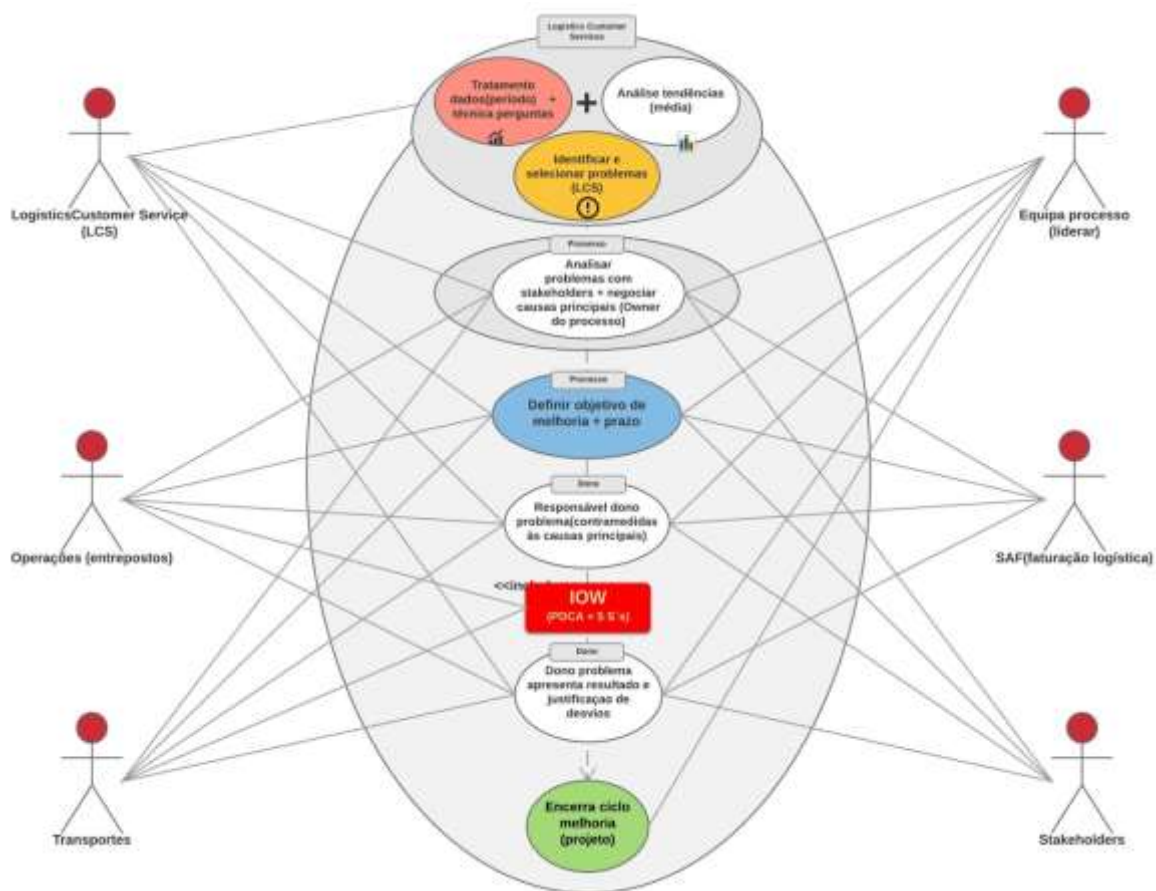 Logistics Customer
Services
Tratamento
dados(período) +
técnica perguntas
+
Análise tendências
(média)
Identificar e
selecionar problemas
(LCS)
LogisticsCustomer Service
(LCS)
Equipa processo
(liderar)
Processo
Analisar
problemas com
stakeholders + negociar
causas principais (Owner
do processo)
Processo
Definir objetivo de
melhoria + prazo
Dono
Responsável dono
problema(contramedidas
às causas principais)
Operações (entrepostos)
SAF(faturação logística)
IOW
(PDCA + 5 S´s)
Dono
Dono problema
apresenta resultado e
justificaçao de
desvios
Encerra ciclo
melhoria
(projeto)
Transportes
Stakeholders